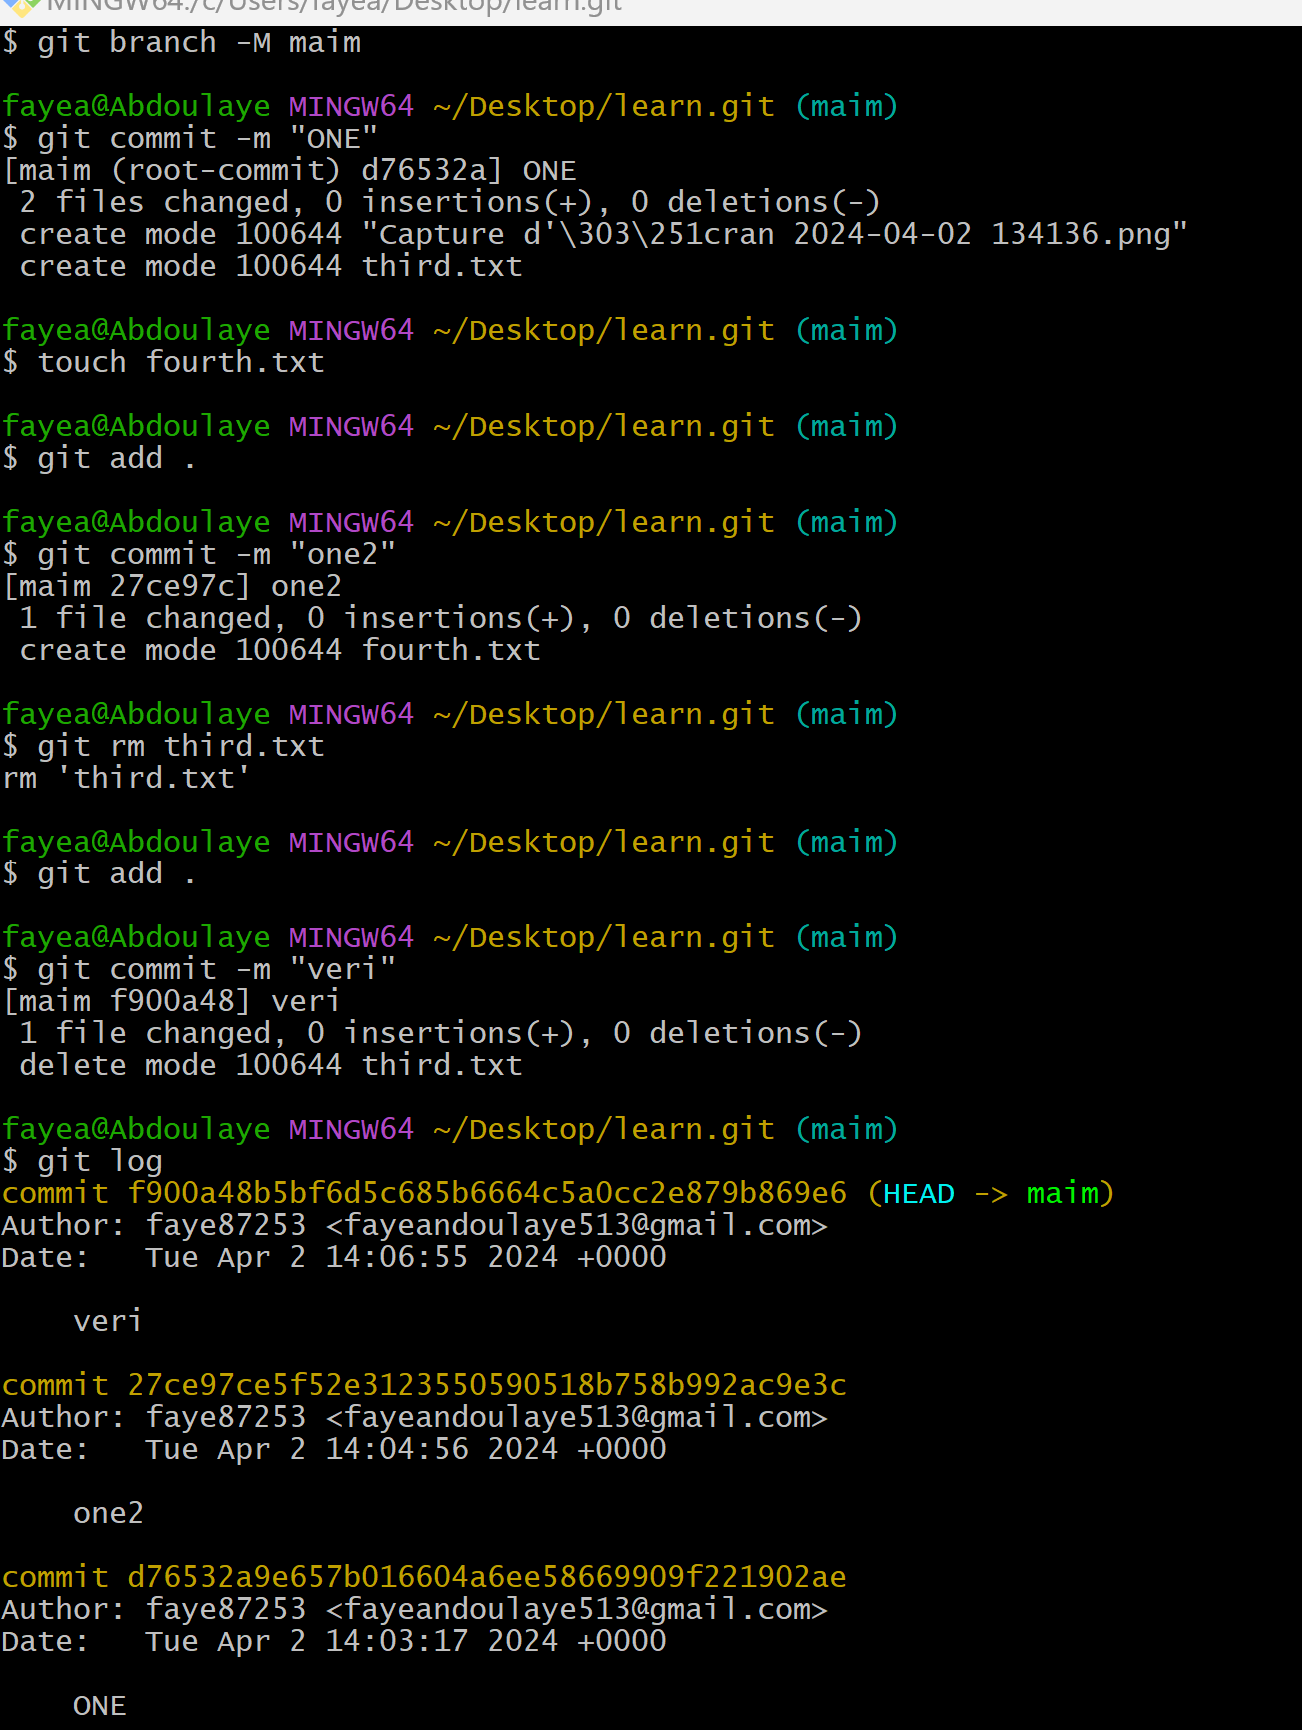 MINGW64:/c/Users/fayea/Desktop/learn.git
$ git branch -M maim
fayea@Abdoulaye MINGW64 ~/Desktop/learn.git (maim)
$ git commit -m "ONE"
[maim (root-commit) d76532a] ONE
 2 files changed, 0 insertions(+), 0 deletions(-)
 create mode 100644 "Capture d'\303\251cran 2024-04-02 134136.png"
 create mode 100644 third.txt
fayea@Abdoulaye MINGW64 ~/Desktop/learn.git (maim)
$ touch fourth.txt
fayea@Abdoulaye MINGW64 ~/Desktop/learn.git (maim)
$ git add .
fayea@Abdoulaye MINGW64 ~/Desktop/learn.git (maim)
$ git commit -m "one2"
[maim 27ce97c] one2
 1 file changed, 0 insertions(+), 0 deletions(-)
 create mode 100644 fourth.txt
fayea@Abdoulaye MINGW64 ~/Desktop/learn.git (maim)
$ git rm third.txt
rm 'third.txt'
fayea@Abdoulaye MINGW64 ~/Desktop/learn.git (maim)
$ git add .
fayea@Abdoulaye MINGW64 ~/Desktop/learn.git (maim)
$ git commit -m "veri"
[maim f900a48] veri
 1 file changed, 0 insertions(+), 0 deletions(-)
 delete mode 100644 third.txt
fayea@Abdoulaye MINGW64 ~/Desktop/learn.git (maim)
$ git log
commit f900a48b5bf6d5c685b6664c5a0cc2e879b869e6 (HEAD -> maim)
Author: faye87253 <fayeandoulaye513@gmail.com>
Date:   Tue Apr 2 14:06:55 2024 +0000
    veri
commit 27ce97ce5f52e3123550590518b758b992ac9e3c
Author: faye87253 <fayeandoulaye513@gmail.com>
Date:   Tue Apr 2 14:04:56 2024 +0000
    one2
commit d76532a9e657b016604a6ee58669909f221902ae
Author: faye87253 <fayeandoulaye513@gmail.com>
Date:   Tue Apr 2 14:03:17 2024 +0000
    ONE